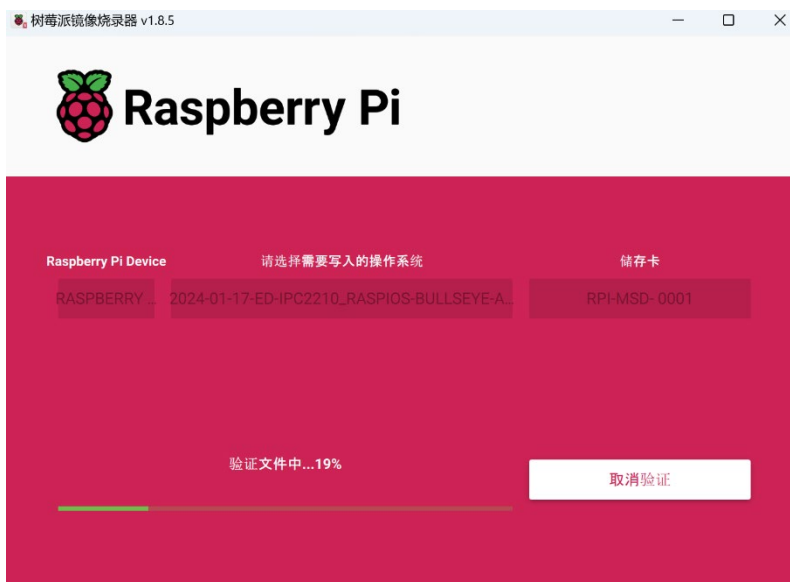 树莓派镜像烧录器 v1.8.5
Raspberry Pi
Raspberry Pi Device
请选择需要写入的操作系统
储存卡
RASPBERRY ...
2024-01-17-ED-IPC2210_RASPIOS-BULLSEYE-A...
RPI-MSD- 0001
验证文件中...19%
取消验证